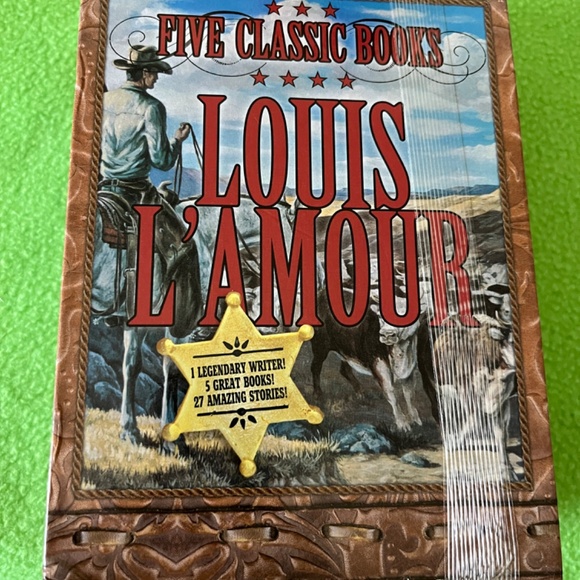 FIVE CLASSIC BOOKS
LOUIS
L'AMOUR
1 LEGENDARY WRITER!
5 GREAT BOOKS!
27 AMAZING STORIES!